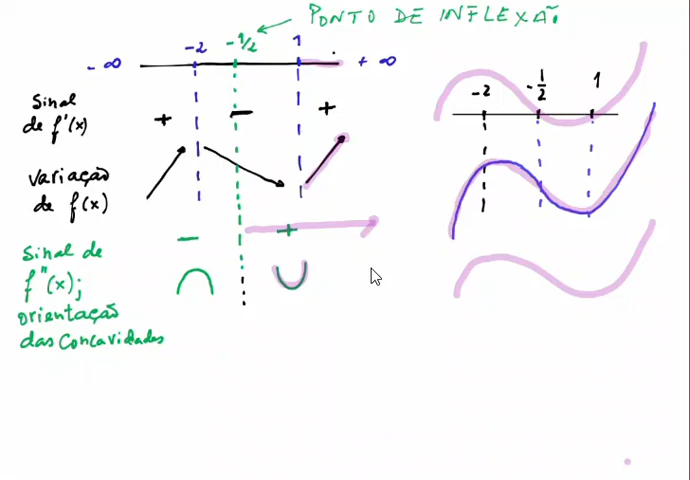 PONTO DE INFLEXÃO
-∞ -2 -1/2 1 +∞
Sinal
de f'(x) + - +
variação
de f(x)
Sinal de - +
f''(x);
orientação
das Concavidades
-2 -1/2 1